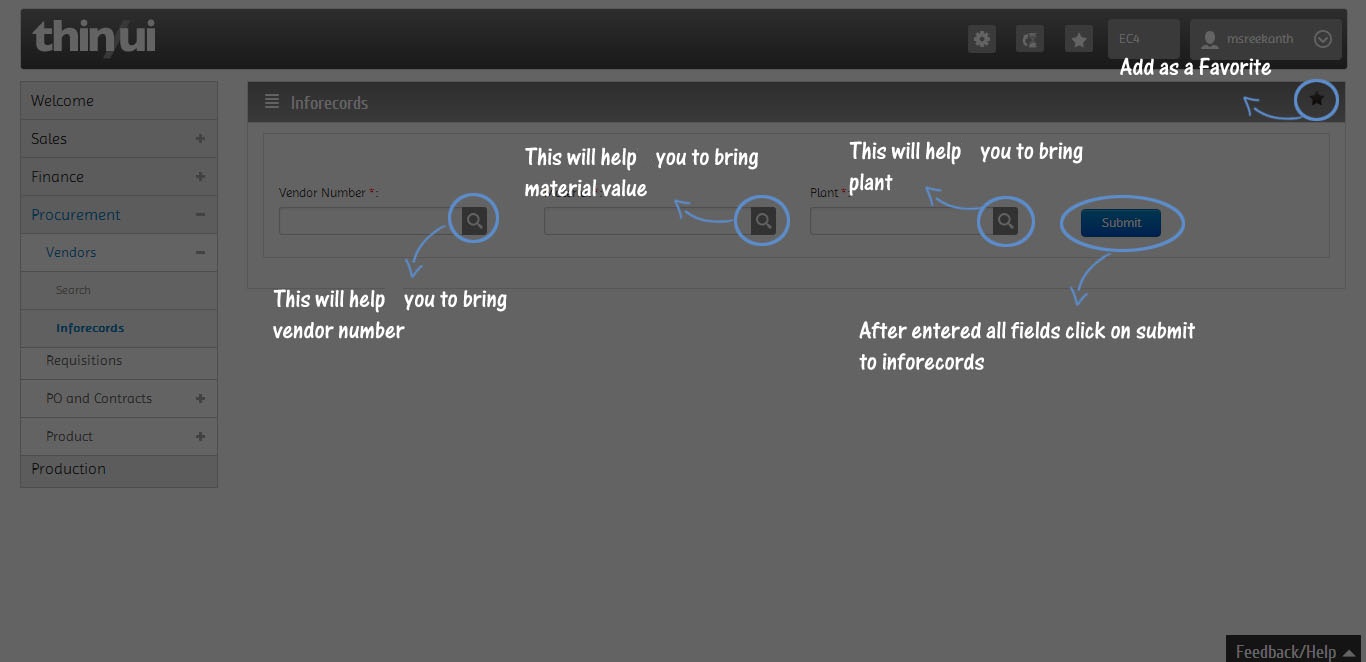 thin/ui
EC4
msreekanth
Add as a Favorite
Welcome
Sales
Finance
Procurement
Vendors
Search
Inforecords
Requisitions
PO and Contracts
Product
Production
Inforecords
This will help you to bring
material value
This will help you to bring
plant
Vendor Number *:
Plant *
Submit
This will help you to bring
vendor number
After entered all fields click on submit
to inforecords
Feedback/Help